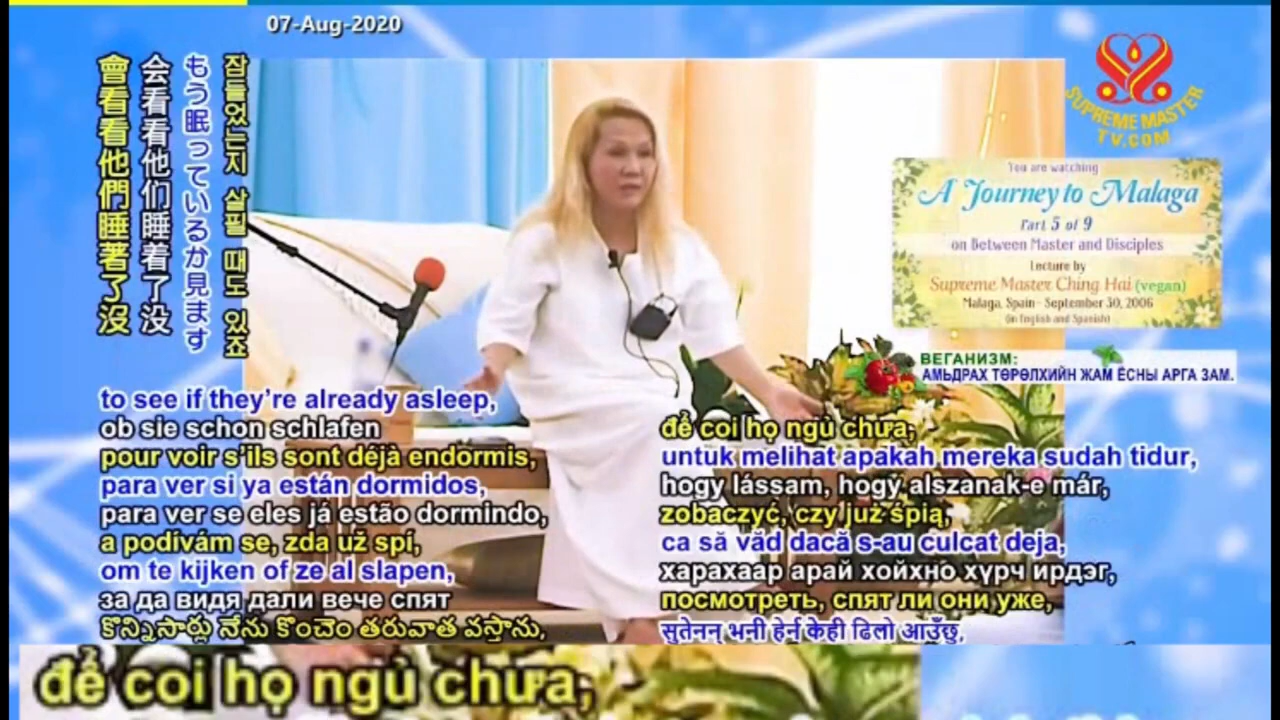 07-Aug-2020
잠들었는지 살필 때도 있죠
もう眠っているか見ます
会看看他们睡着了没
會看看他們睡著了沒
SUPREME MASTER
TV.COM
You are watching
A Journey to Malaga
Part 5 of 9
on Between Master and Disciples
Lecture by
Supreme Master Ching Hai (vegan)
Malaga, Spain - September 30, 2006
(in English and Spanish)
ВЕГАНИЗМ:
АМЬДРАХ ТӨРӨЛХИЙН ЖАМ ЁСНЫ АРГА ЗАМ.
to see if they're already asleep,
ob sie schon schlafen
pour voir s'ils sont déjà endormis,
para ver si ya están dormidos,
para ver se eles já estão dormindo,
a podívám se, zda už spí,
om te kijken of ze al slapen,
за да видя дали вече спят
కొన్నిసార్లు నేను కొంచెం తరువాత వస్తాను,
để coi họ ngủ chưa;
untuk melihat apakah mereka sudah tidur,
hogy lássam, hogy alszanak-e már,
zobaczyć, czy już śpią,
ca să văd dacă s-au culcat deja,
харахаар арай хойхно хүрч ирдэг,
посмотреть, спят ли они уже,
सुतेनन् भनी हेर्न केही ढिलो आउँछु,
để coi họ ngủ chưa;